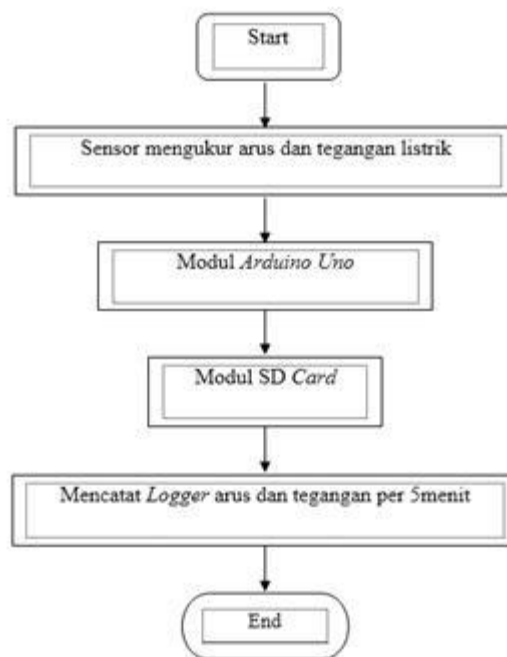 Start
Sensor mengukur arus dan tegangan listrik
Modul Arduino Uno
Modul SD Card
Mencatat Logger arus dan tegangan per 5menit
End